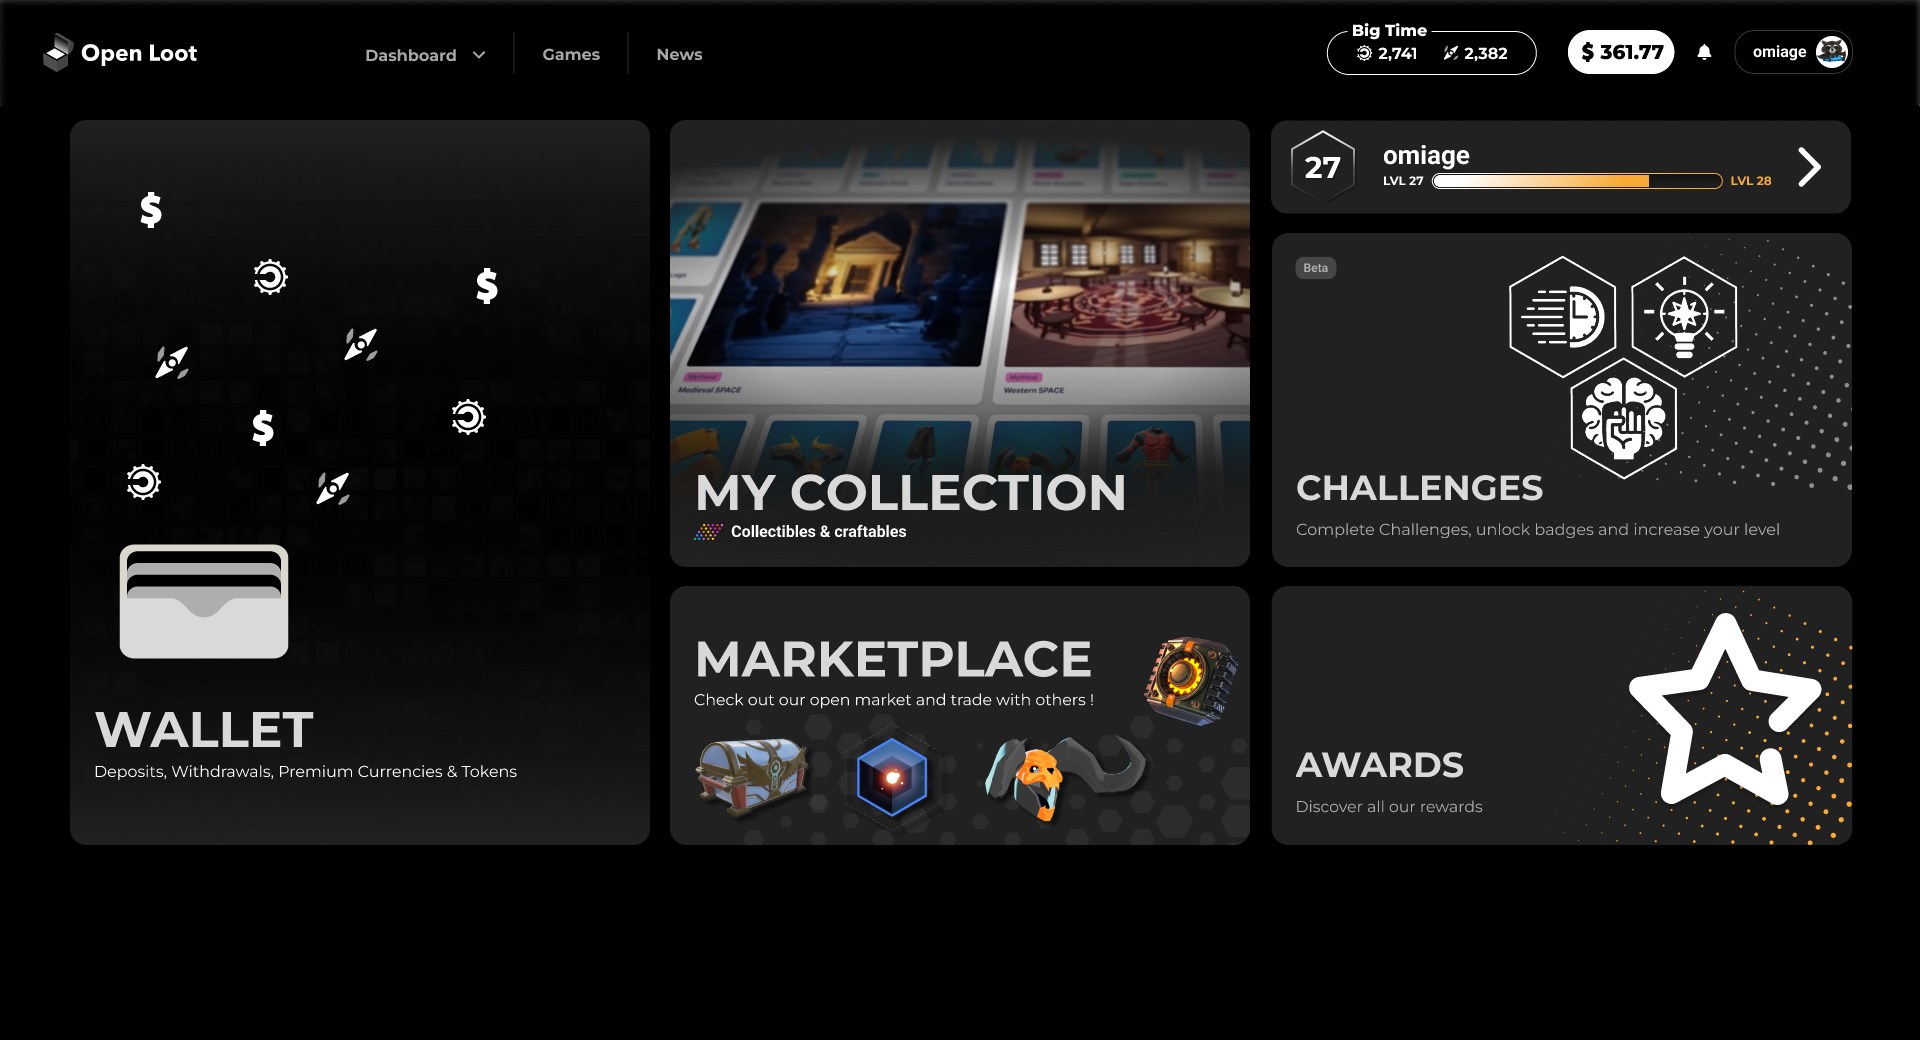 Open Loot
Dashboard
Games
News
Big Time
2,741
2,382
$ 361.77
omiage
WALLET
Deposits, Withdrawals, Premium Currencies & Tokens
Mythical
Medieval SPACE
Mythical
Western SPACE
MY COLLECTION
Collectibles & craftables
MARKETPLACE
Check out our open market and trade with others !
27
omiage
LVL 27
LVL 28
Beta
CHALLENGES
Complete Challenges, unlock badges and increase your level
AWARDS
Discover all our rewards